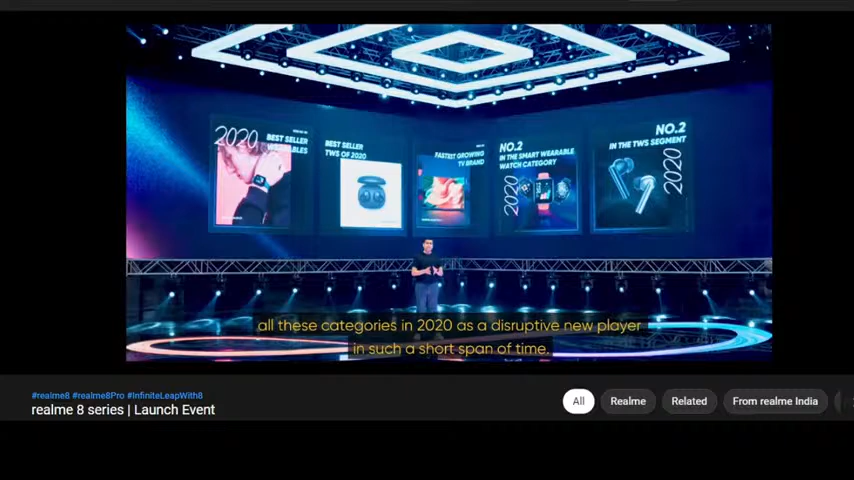 2020
BEST SELLER
WEARABLES
BEST SELLER
TWS OF 2020
FASTEST GROWING
TV BRAND
NO.2
IN THE SMART WEARABLE
WATCH CATEGORY
2020
NO.2
IN THE TWS SEGMENT
2020
all these categories in 2020 as a disruptive new player
in such a short span of time.
#realme8 #realme8Pro #InfiniteLeapWith8
realme 8 series | Launch Event
All
Realme
Related
From realme India